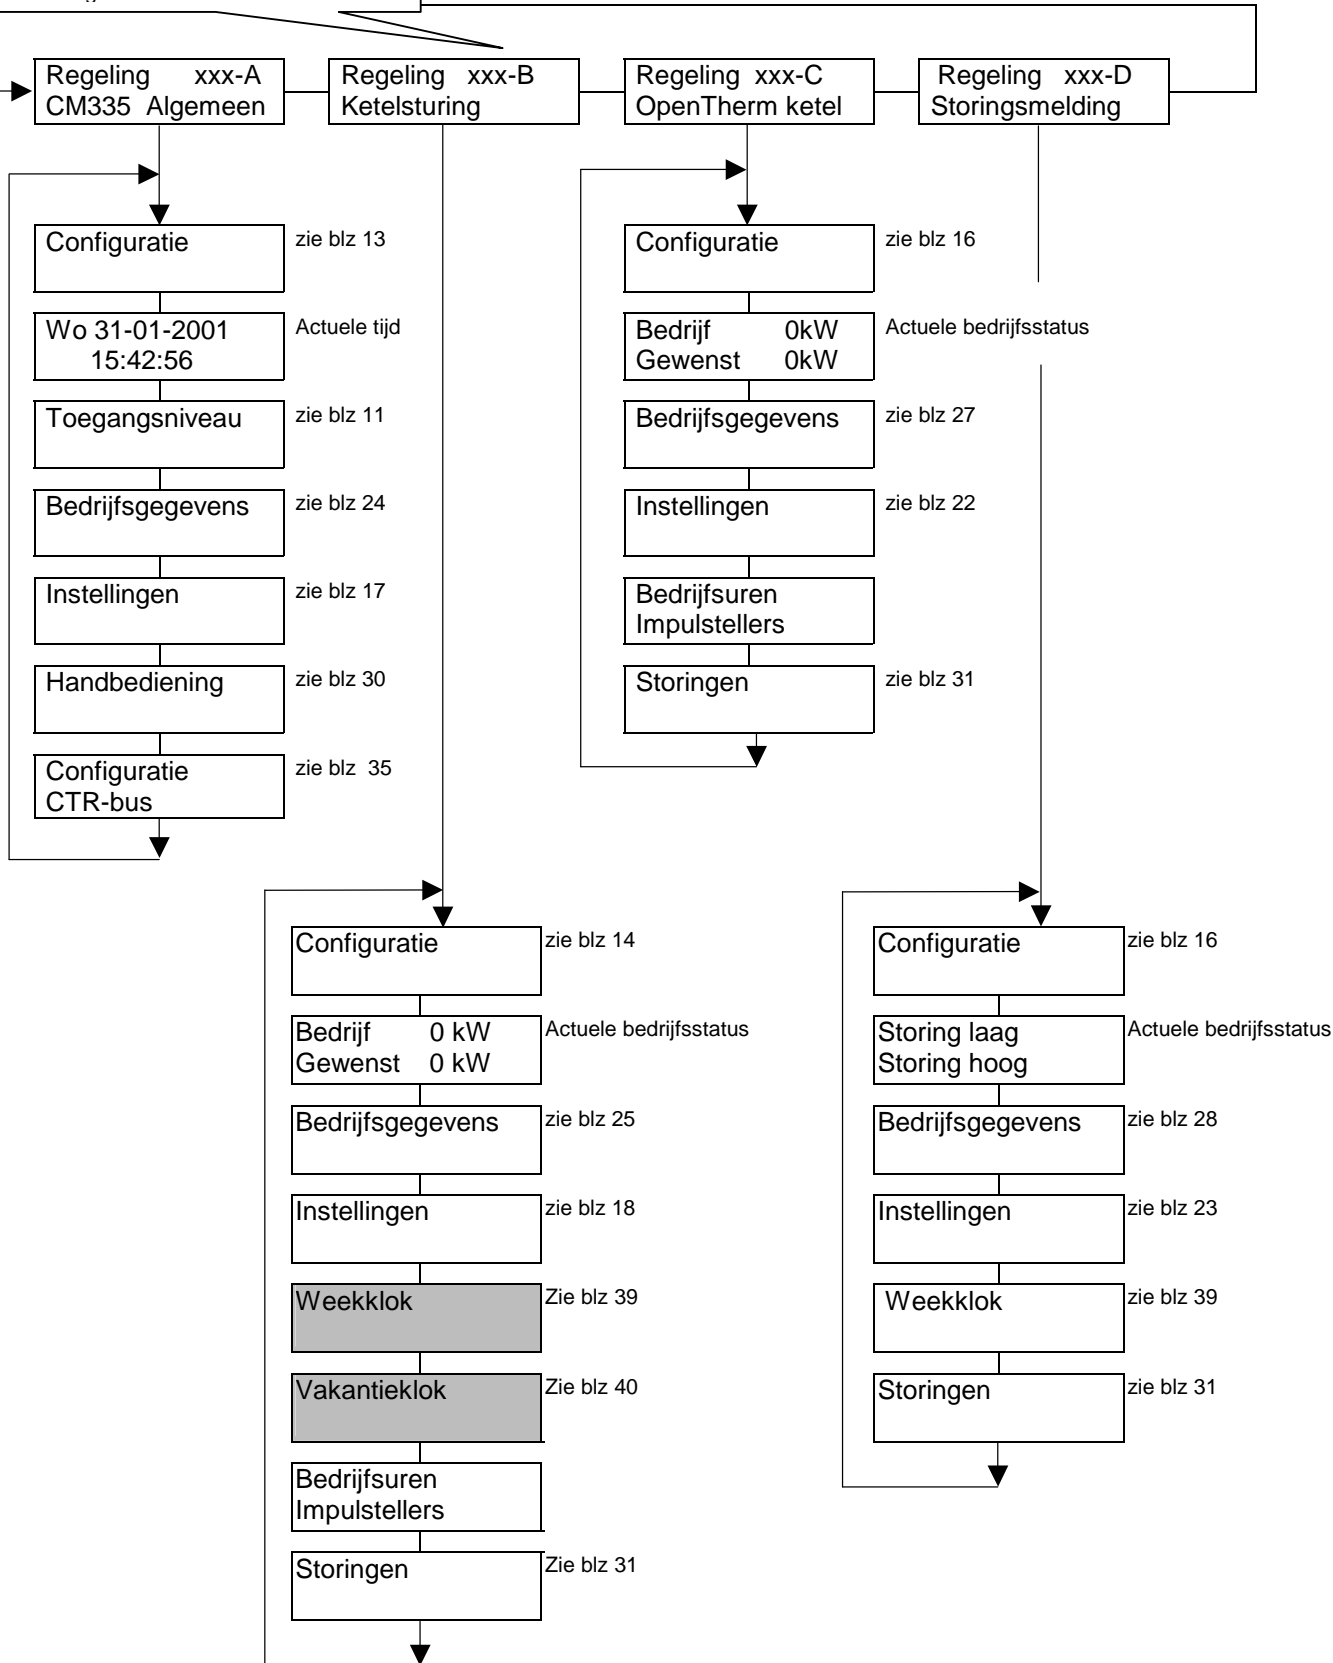 Regeling xxx-A
CM335 Algemeen
Regeling xxx-B
Ketelsturing
Regeling xxx-C
OpenTherm ketel
Regeling xxx-D
Storingsmelding
Configuratie
zie blz 13
Wo 31-01-2001
15:42:56
Actuele tijd
Toegangsniveau
zie blz 11
Bedrijfsgegevens
zie blz 24
Instellingen
zie blz 17
Handbediening
zie blz 30
Configuratie
CTR-bus
zie blz 35
Configuratie
zie blz 16
Bedrijf 0kW
Gewenst 0kW
Actuele bedrijfsstatus
Bedrijfsgegevens
zie blz 27
Instellingen
zie blz 22
Bedrijfsuren
Impulstellers
Storingen
zie blz 31
Configuratie
zie blz 14
Bedrijf 0 kW
Gewenst 0 kW
Actuele bedrijfsstatus
Bedrijfsgegevens
zie blz 25
Instellingen
zie blz 18
Weekklok
Zie blz 39
Vakantieklok
Zie blz 40
Bedrijfsuren
Impulstellers
Storingen
Zie blz 31
Configuratie
zie blz 16
Storing laag
Storing hoog
Actuele bedrijfsstatus
Bedrijfsgegevens
zie blz 28
Instellingen
zie blz 23
Weekklok
zie blz 39
Storingen
zie blz 31